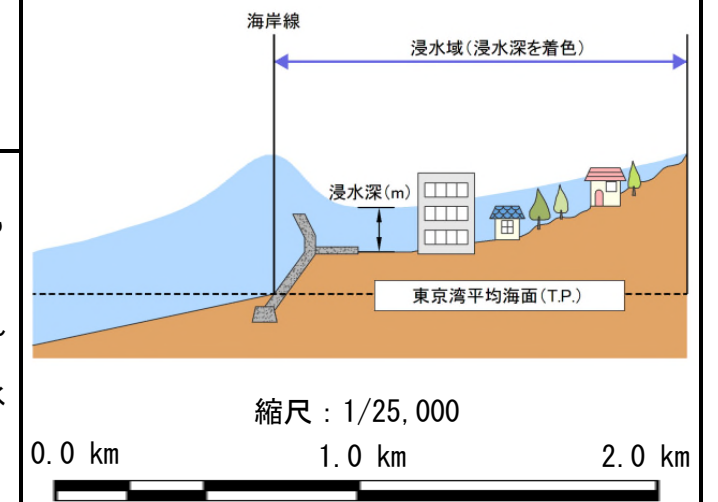 海岸線
浸水域(浸水深を着色)
浸水深(m)
東京湾平均海面(T.P.)
縮尺：1/25,000
0.0 km 1.0 km 2.0 km